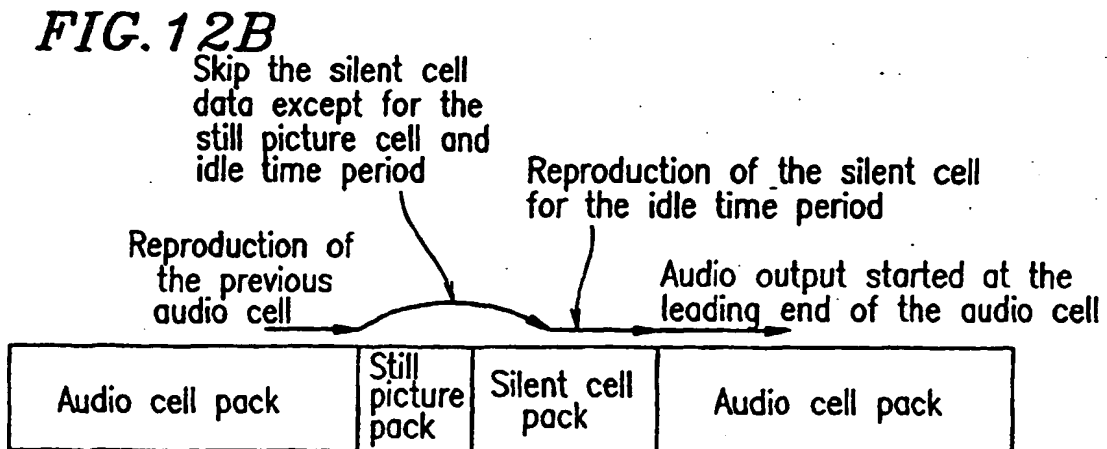 FIG. 12B
Skip the silent cell
data except for the
still picture cell and
idle time period
Reproduction of the silent cell
for the idle time period
Reproduction of
the previous
audio cell
Audio output started at the
leading end of the audio cell
Audio cell pack
Still
picture
pack
Silent cell
pack
Audio cell pack